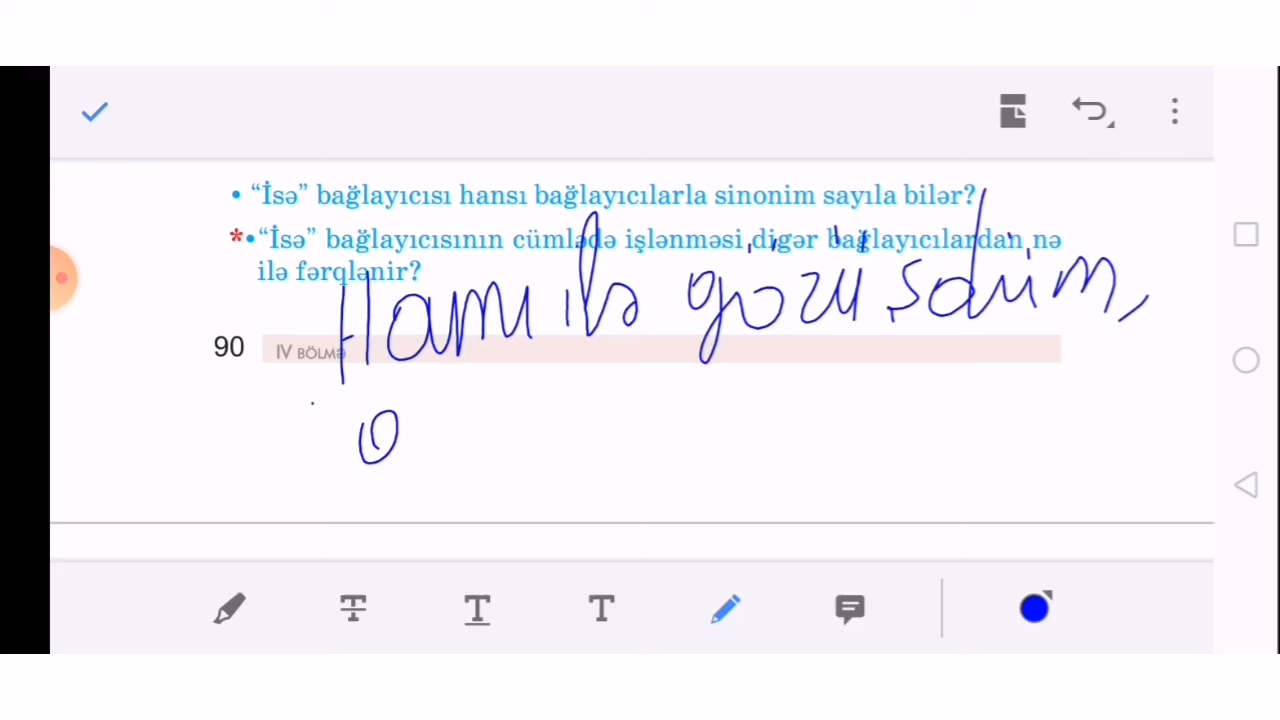 • “İsə” bağlayıcısı hansı bağlayıcılarla sinonim sayıla bilər?
*• “İsə” bağlayıcısının cümlədə işlənməsi digər bağlayıcılardan nə
ilə fərqlənir?
Hamı ilə görüşdüm,
90 IV BÖLMƏ
o
T T T